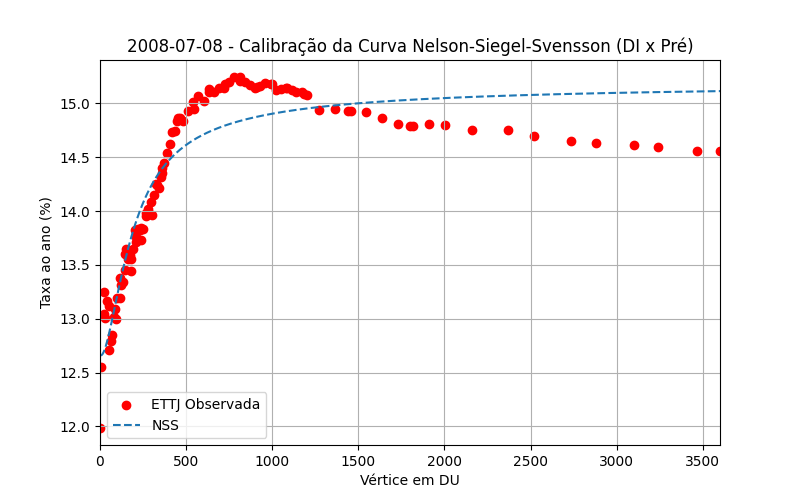 2008-07-08 - Calibração da Curva Nelson-Siegel-Svensson (DI x Pré)
Taxa ao ano (%)
15.0
14.5
14.0
13.5
13.0
12.5
12.0
ETTJ Observada
NSS
0 500 1000 1500 2000 2500 3000 3500
Vértice em DU